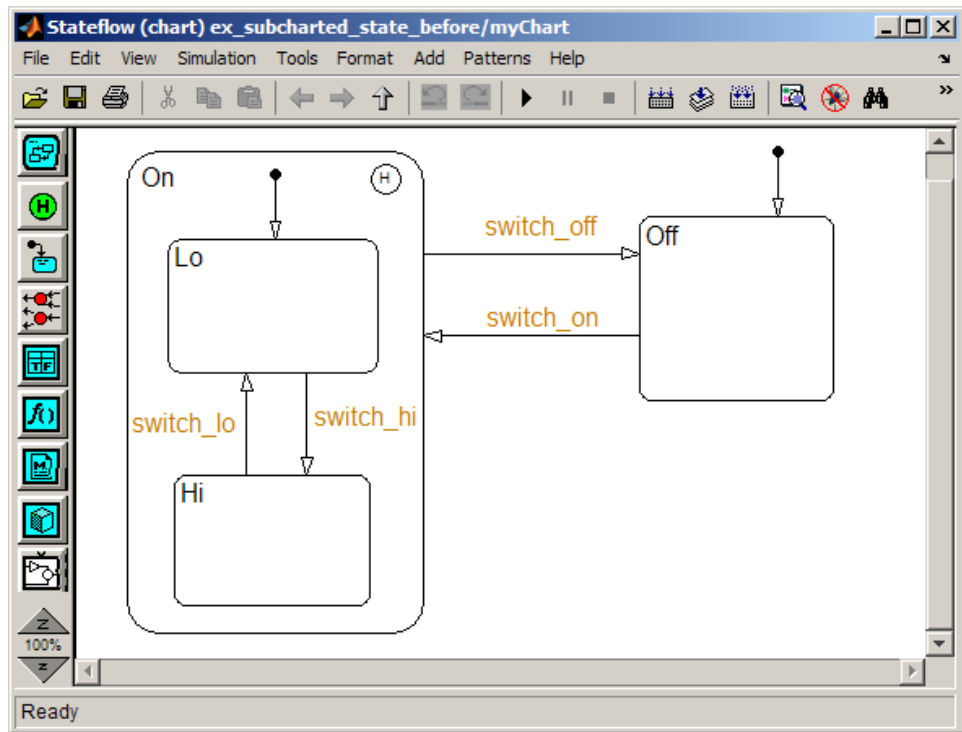 Stateflow (chart) ex_subcharted_state_before/myChart
File Edit View Simulation Tools Format Add Patterns Help
On
H
Lo
switch_off
Off
switch_on
switch_lo
switch_hi
Hi
H
TF
f()
M
Z
100%
Z
Ready